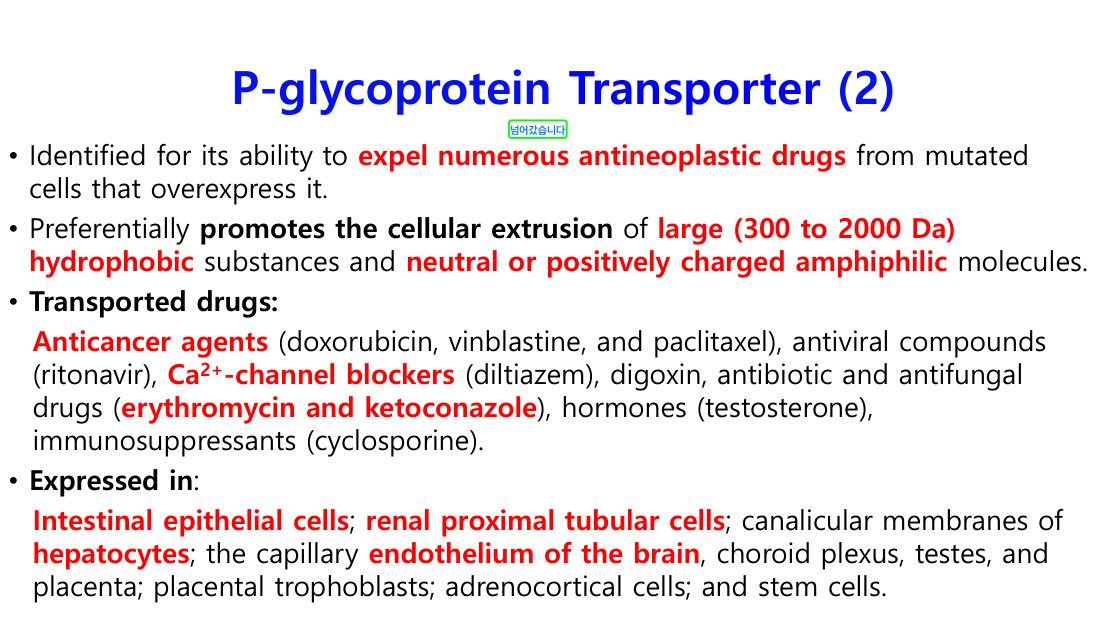 P-glycoprotein Transporter (2)
넘어갔습니다
• Identified for its ability to expel numerous antineoplastic drugs from mutated
cells that overexpress it.
• Preferentially promotes the cellular extrusion of large (300 to 2000 Da)
hydrophobic substances and neutral or positively charged amphiphilic molecules.
• Transported drugs:
Anticancer agents (doxorubicin, vinblastine, and paclitaxel), antiviral compounds
(ritonavir), Ca²⁺-channel blockers (diltiazem), digoxin, antibiotic and antifungal
drugs (erythromycin and ketoconazole), hormones (testosterone),
immunosuppressants (cyclosporine).
• Expressed in:
Intestinal epithelial cells; renal proximal tubular cells; canalicular membranes of
hepatocytes; the capillary endothelium of the brain, choroid plexus, testes, and
placenta; placental trophoblasts; adrenocortical cells; and stem cells.